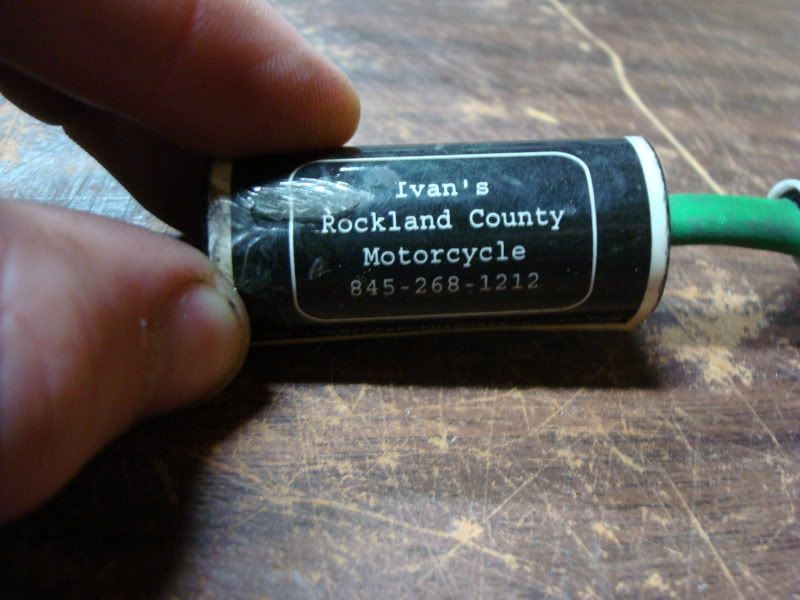 Ivan's
Rockland County
Motorcycle
845-268-1212